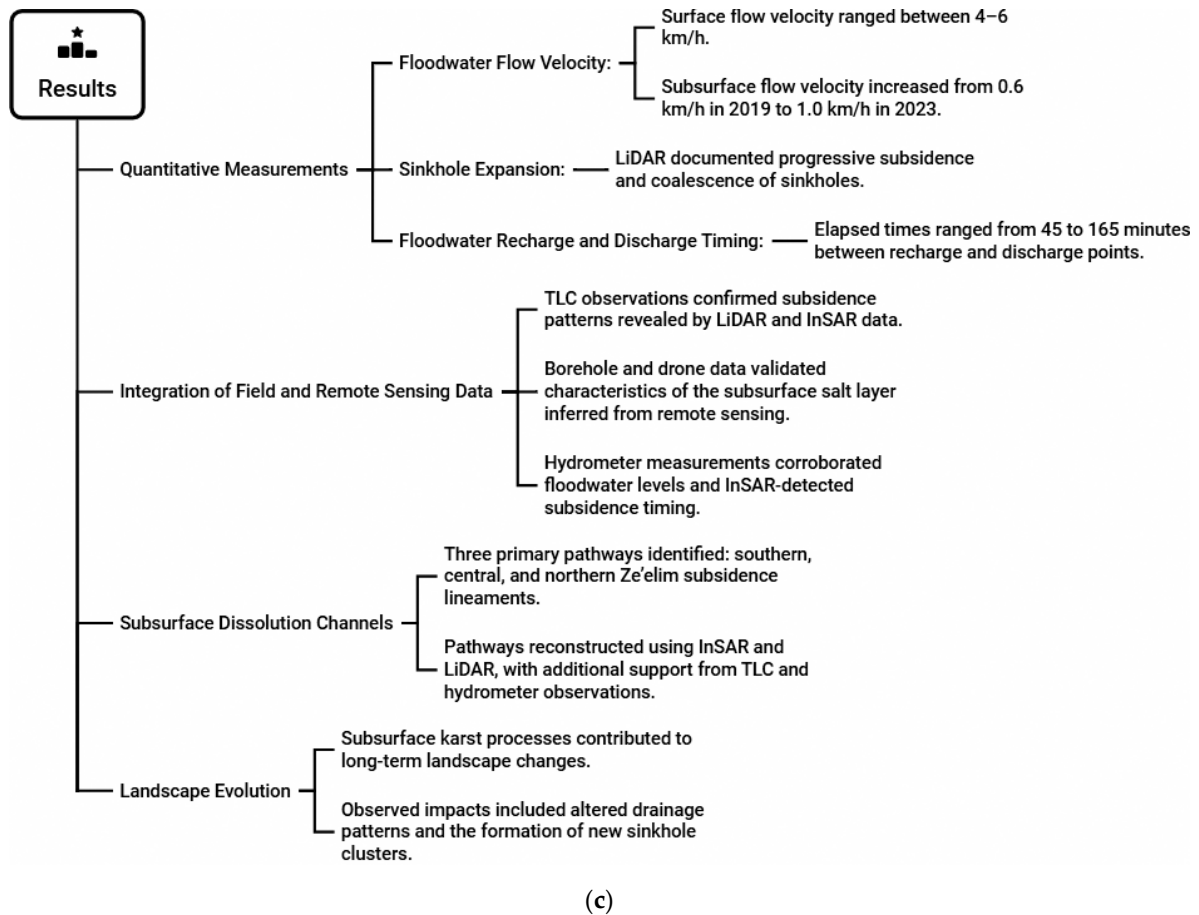 Results
Quantitative Measurements
Floodwater Flow Velocity:
Surface flow velocity ranged between 4–6
km/h.
Subsurface flow velocity increased from 0.6
km/h in 2019 to 1.0 km/h in 2023.
Sinkhole Expansion:
LiDAR documented progressive subsidence
and coalescence of sinkholes.
Floodwater Recharge and Discharge Timing:
Elapsed times ranged from 45 to 165 minutes
between recharge and discharge points.
Integration of Field and Remote Sensing Data
TLC observations confirmed subsidence
patterns revealed by LiDAR and InSAR data.
Borehole and drone data validated
characteristics of the subsurface salt layer
inferred from remote sensing.
Hydrometer measurements corroborated
floodwater levels and InSAR-detected
subsidence timing.
Subsurface Dissolution Channels
Three primary pathways identified: southern,
central, and northern Ze’elim subsidence
lineaments.
Pathways reconstructed using InSAR and
LiDAR, with additional support from TLC and
hydrometer observations.
Landscape Evolution
Subsurface karst processes contributed to
long-term landscape changes.
Observed impacts included altered drainage
patterns and the formation of new sinkhole
clusters.
(c)